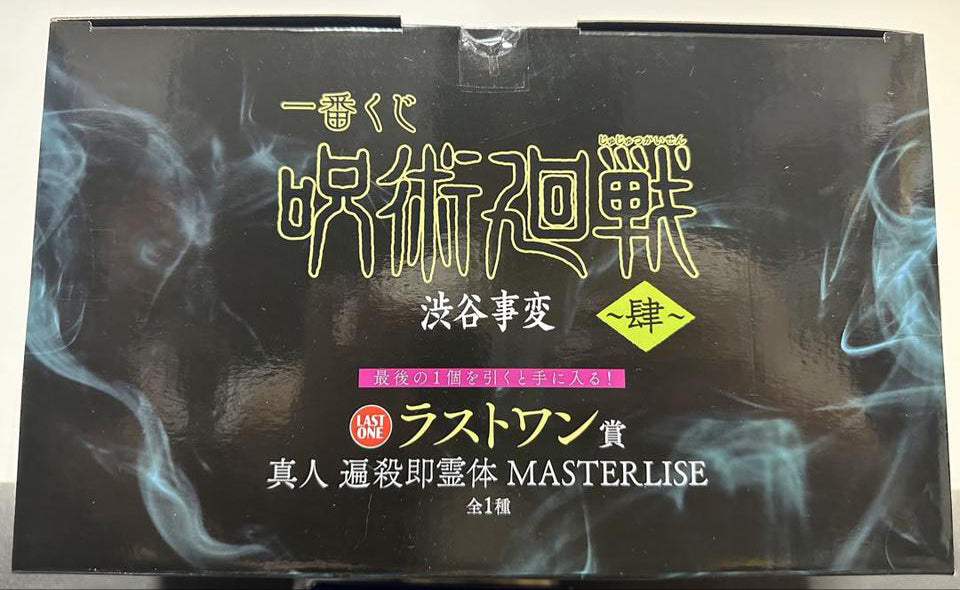 一番くじ
じゅじゅつかいせん
呪術廻戦
渋谷事変 ～肆～
最後の1個を引くと手に入る！
LAST ONE ラストワン賞
真人 遍殺即霊体 MASTERLISE
全1種